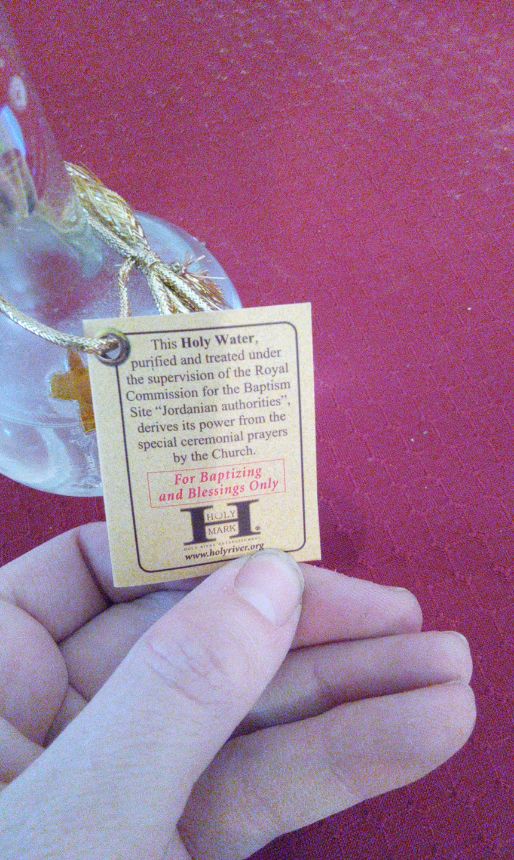 This Holy Water,
purified and treated under
the supervision of the Royal
Commission for the Baptism
Site “Jordanian authorities”,
derives its power from the
special ceremonial prayers
by the Church.
For Baptizing
and Blessings Only
HOLY
MARK
www.holyriver.org